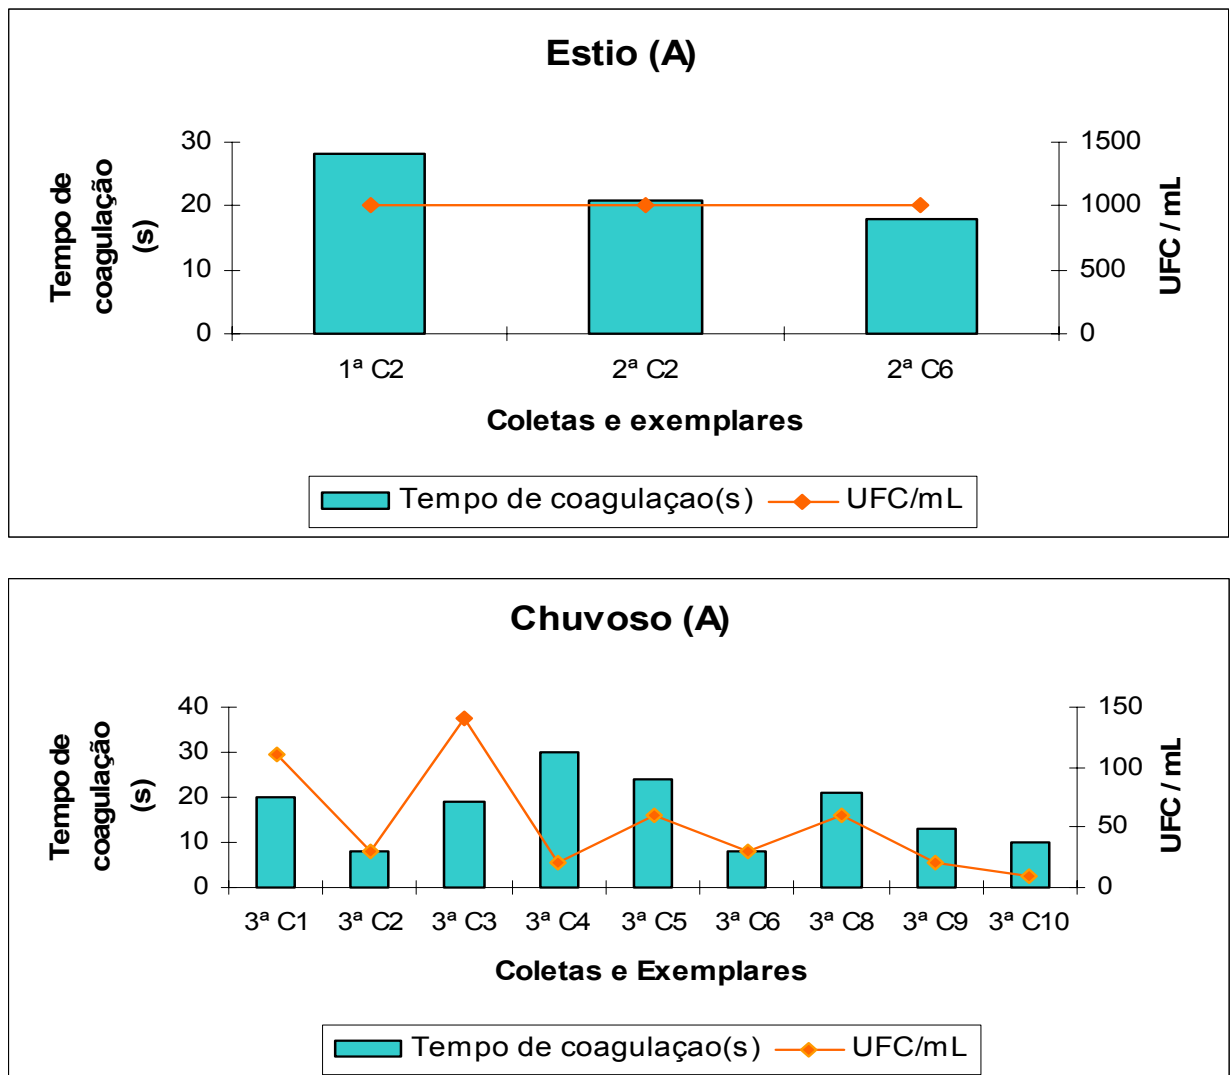 Estio (A)
Tempo de
coagulação
(s)
30
20
10
0
1500
1000
500
0
UFC / mL
1ª C2
2ª C2
2ª C6
Coletas e exemplares
Tempo de coagulaçao(s)
UFC/mL
Chuvoso (A)
Tempo de
coagulação
(s)
40
30
20
10
0
150
100
50
0
UFC / mL
3ª C1
3ª C2
3ª C3
3ª C4
3ª C5
3ª C6
3ª C8
3ª C9
3ª C10
Coletas e Exemplares
Tempo de coagulaçao(s)
UFC/mL